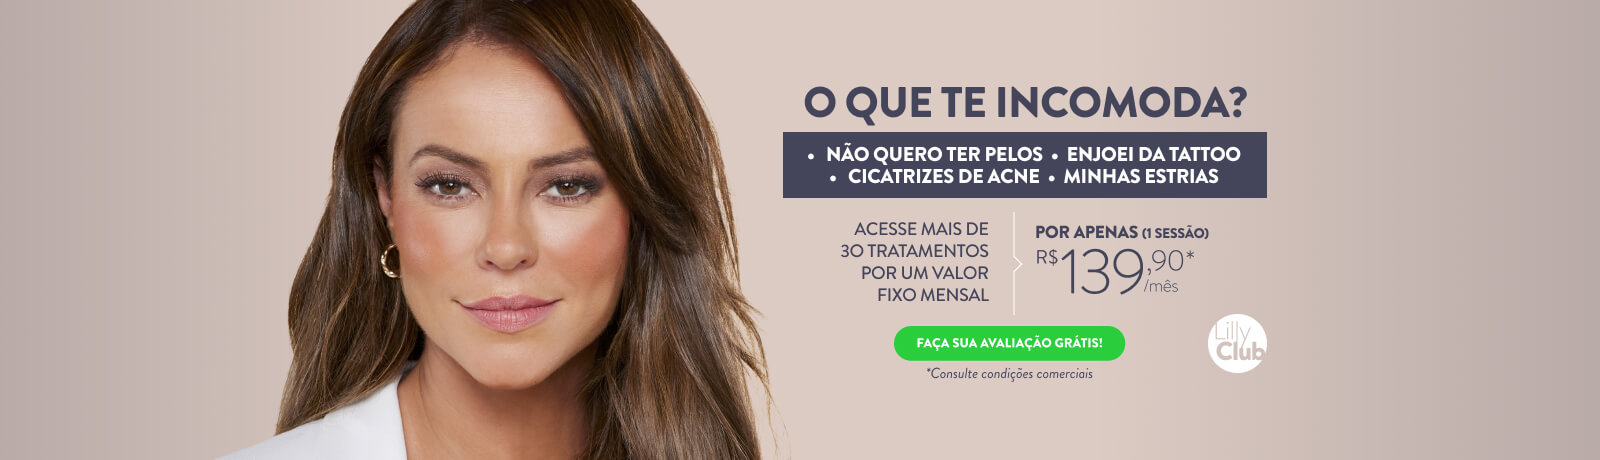 O QUE TE INCOMODA?
• NÃO QUERO TER PELOS • ENJOEI DA TATTOO
• CICATRIZES DE ACNE • MINHAS ESTRIAS
ACESSE MAIS DE
30 TRATAMENTOS
POR UM VALOR
FIXO MENSAL
POR APENAS (1 SESSÃO)
R$139,90*
/mês
FAÇA SUA AVALIAÇÃO GRÁTIS!
*Consulte condições comerciais
Lilly
Club